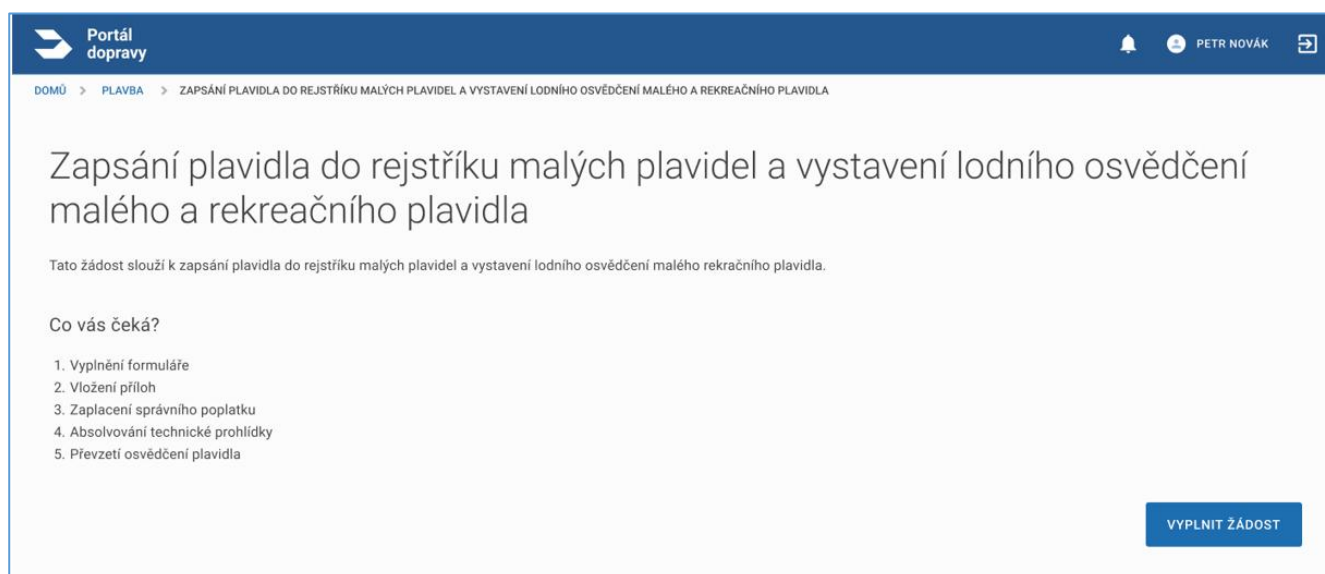 Portál
dopravy
PETR NOVÁK
DOMŮ > PLAVBA > ZAPSÁNÍ PLAVIDLA DO REJSTŘÍKU MALÝCH PLAVIDEL A VYSTAVENÍ LODNÍHO OSVĚDČENÍ MALÉHO A REKREAČNÍHO PLAVIDLA
Zapsání plavidla do rejstříku malých plavidel a vystavení lodního osvědčení
malého a rekreačního plavidla
Tato žádost slouží k zapsání plavidla do rejstříku malých plavidel a vystavení lodního osvědčení malého rekračního plavidla.
Co vás čeká?
1. Vyplnění formuláře
2. Vložení příloh
3. Zaplacení správního poplatku
4. Absolvování technické prohlídky
5. Převzetí osvědčení plavidla
VYPLNIT ŽÁDOST